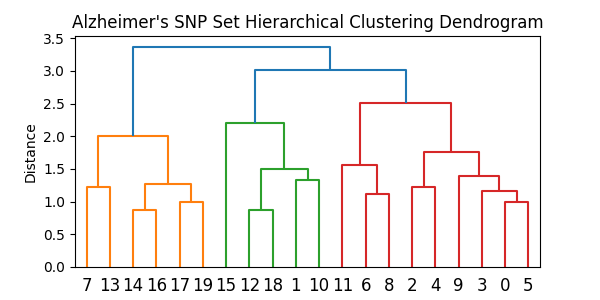 Alzheimer's SNP Set Hierarchical Clustering Dendrogram
3.5
3.0
2.5
2.0
1.5
1.0
0.5
0.0
Distance
7 13 14 16 17 19 15 12 18 1 10 11 6 8 2 4 9 3 0 5